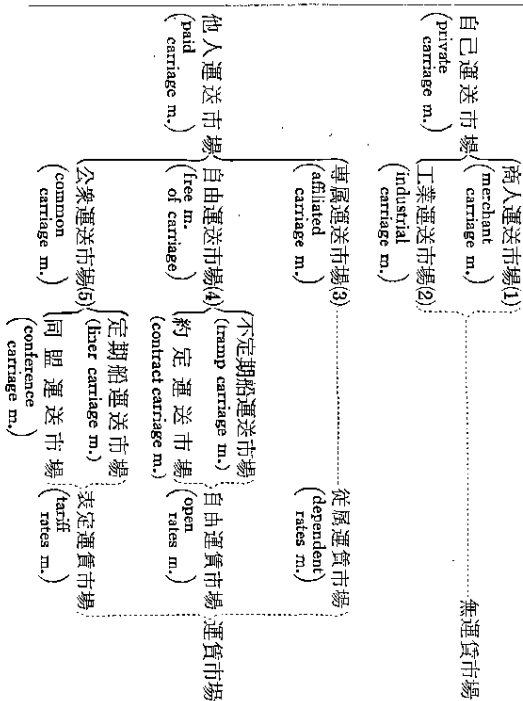 自己運送市場
(private
carriage m.)
商人運送市場(1)
(merchant
carriage m.)
工業運送市場(2)
(industrial
carriage m.)
無運賃市場
他人運送市場
(paid
carriage m.)
専属運送市場(3)
(affiliated
carriage m.)
従属運賃市場
(dependent
rates m.)
自由運送市場(4)
(free m.
of carriage)
不定期船運送市場
(tramp carriage m.)
約定運送市場
(contract carriage m.)
自由運賃市場
(open
rates m.)
運賃市場
公衆運送市場(5)
(common
carriage m.)
定期船運送市場
(liner carriage m.)
同盟運送市場
(conference
carriage m.)
表定運賃市場
(tariff
rates m.)